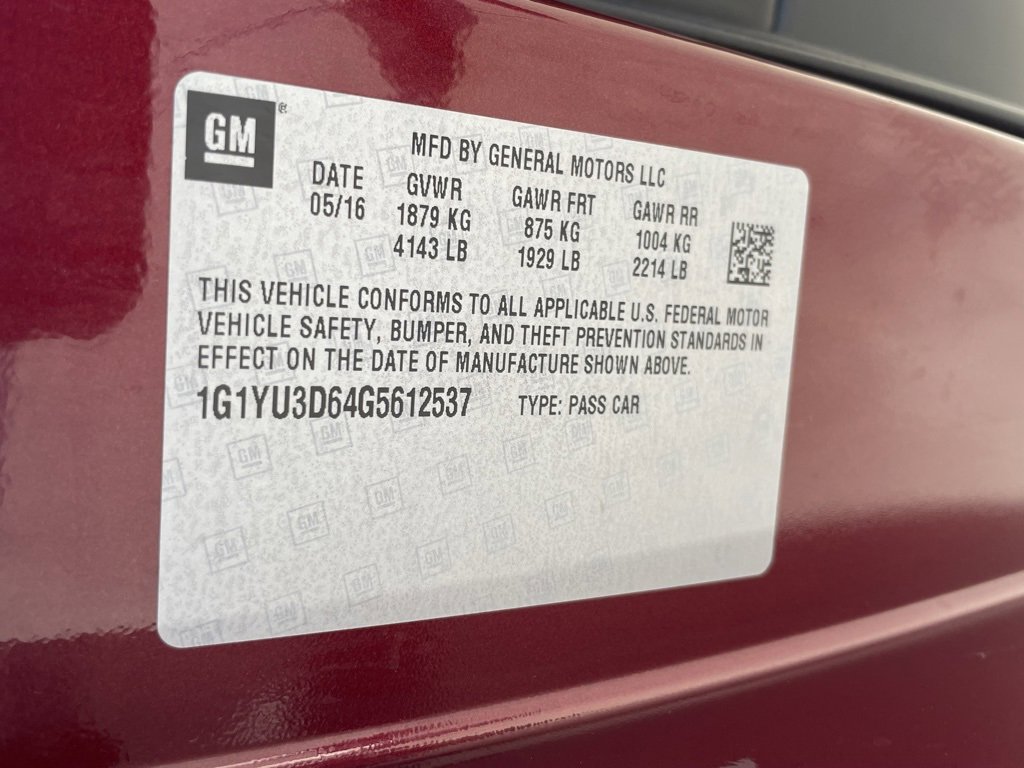 GM®
MFD BY GENERAL MOTORS LLC
DATE GVWR GAWR FRT GAWR RR
05/16 1879 KG 875 KG 1004 KG
4143 LB 1929 LB 2214 LB
THIS VEHICLE CONFORMS TO ALL APPLICABLE U.S. FEDERAL MOTOR
VEHICLE SAFETY, BUMPER, AND THEFT PREVENTION STANDARDS IN
EFFECT ON THE DATE OF MANUFACTURE SHOWN ABOVE.
1G1YU3D64G5612537 TYPE: PASS CAR